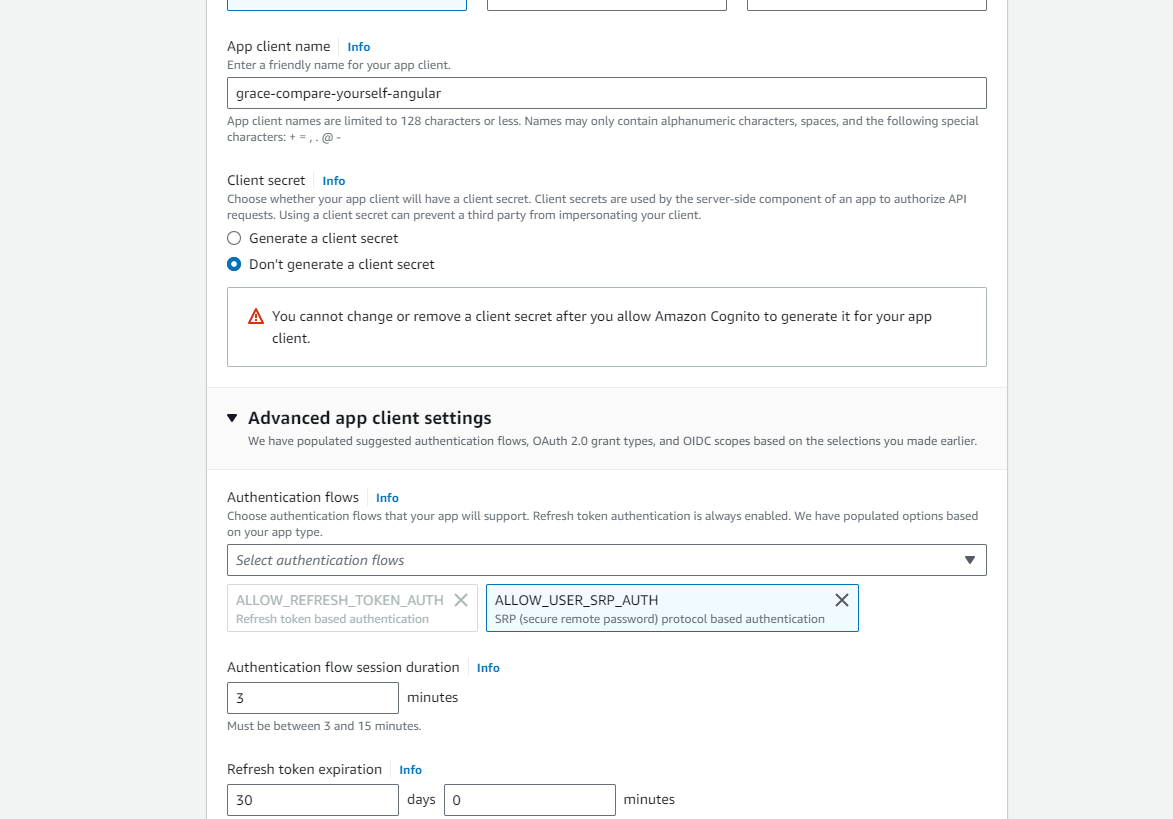 App client name Info
Enter a friendly name for your app client.
grace-compare-yourself-angular
App client names are limited to 128 characters or less. Names may only contain alphanumeric characters, spaces, and the following special
characters: + = , . @ -
Client secret Info
Choose whether your app client will have a client secret. Client secrets are used by the server-side component of an app to authorize API
requests. Using a client secret can prevent a third party from impersonating your client.
Generate a client secret
Don't generate a client secret
You cannot change or remove a client secret after you allow Amazon Cognito to generate it for your app
client.
Advanced app client settings
We have populated suggested authentication flows, OAuth 2.0 grant types, and OIDC scopes based on the selections you made earlier.
Authentication flows Info
Choose authentication flows that your app will support. Refresh token authentication is always enabled. We have populated options based
on your app type.
Select authentication flows
ALLOW_REFRESH_TOKEN_AUTH ALLOW_USER_SRP_AUTH
Refresh token based authentication SRP (secure remote password) protocol based authentication
Authentication flow session duration Info
3 minutes
Must be between 3 and 15 minutes.
Refresh token expiration Info
30 days 0 minutes